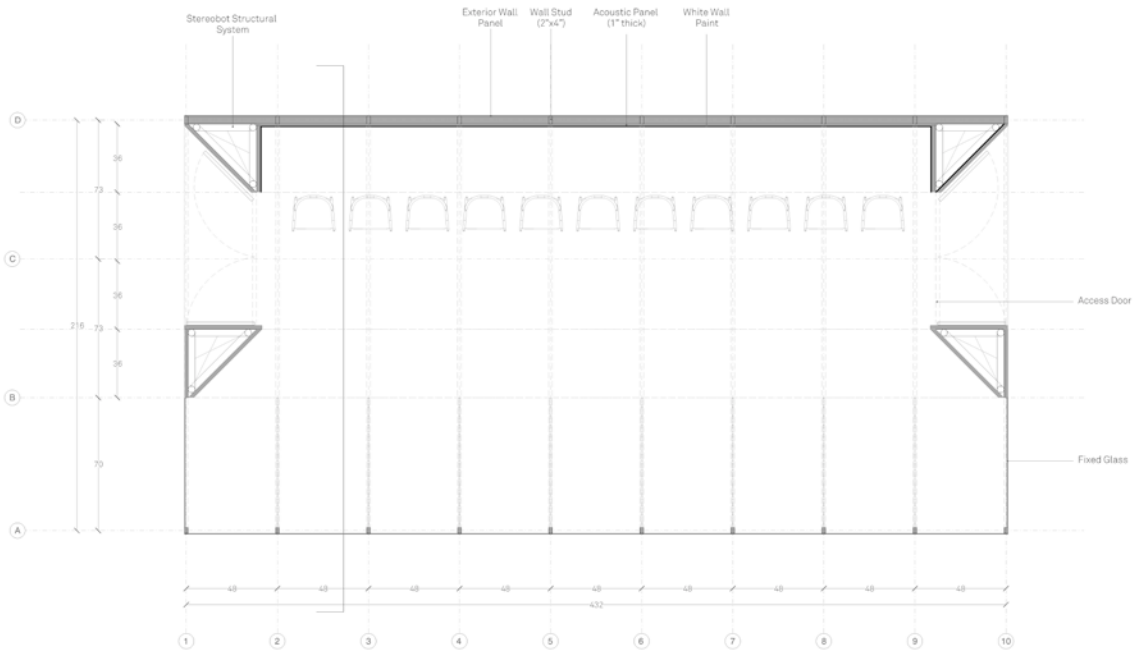 Stereobot Structural
System
Exterior Wall
Panel
Wall Stud
(2"x4")
Acoustic Panel
(1" thick)
White Wall
Paint
D
36
73
36
C
36
Access Door
216
73
36
B
70
Fixed Glass
A
48
48
48
48
48
48
48
48
48
432
1
2
3
4
5
6
7
8
9
10